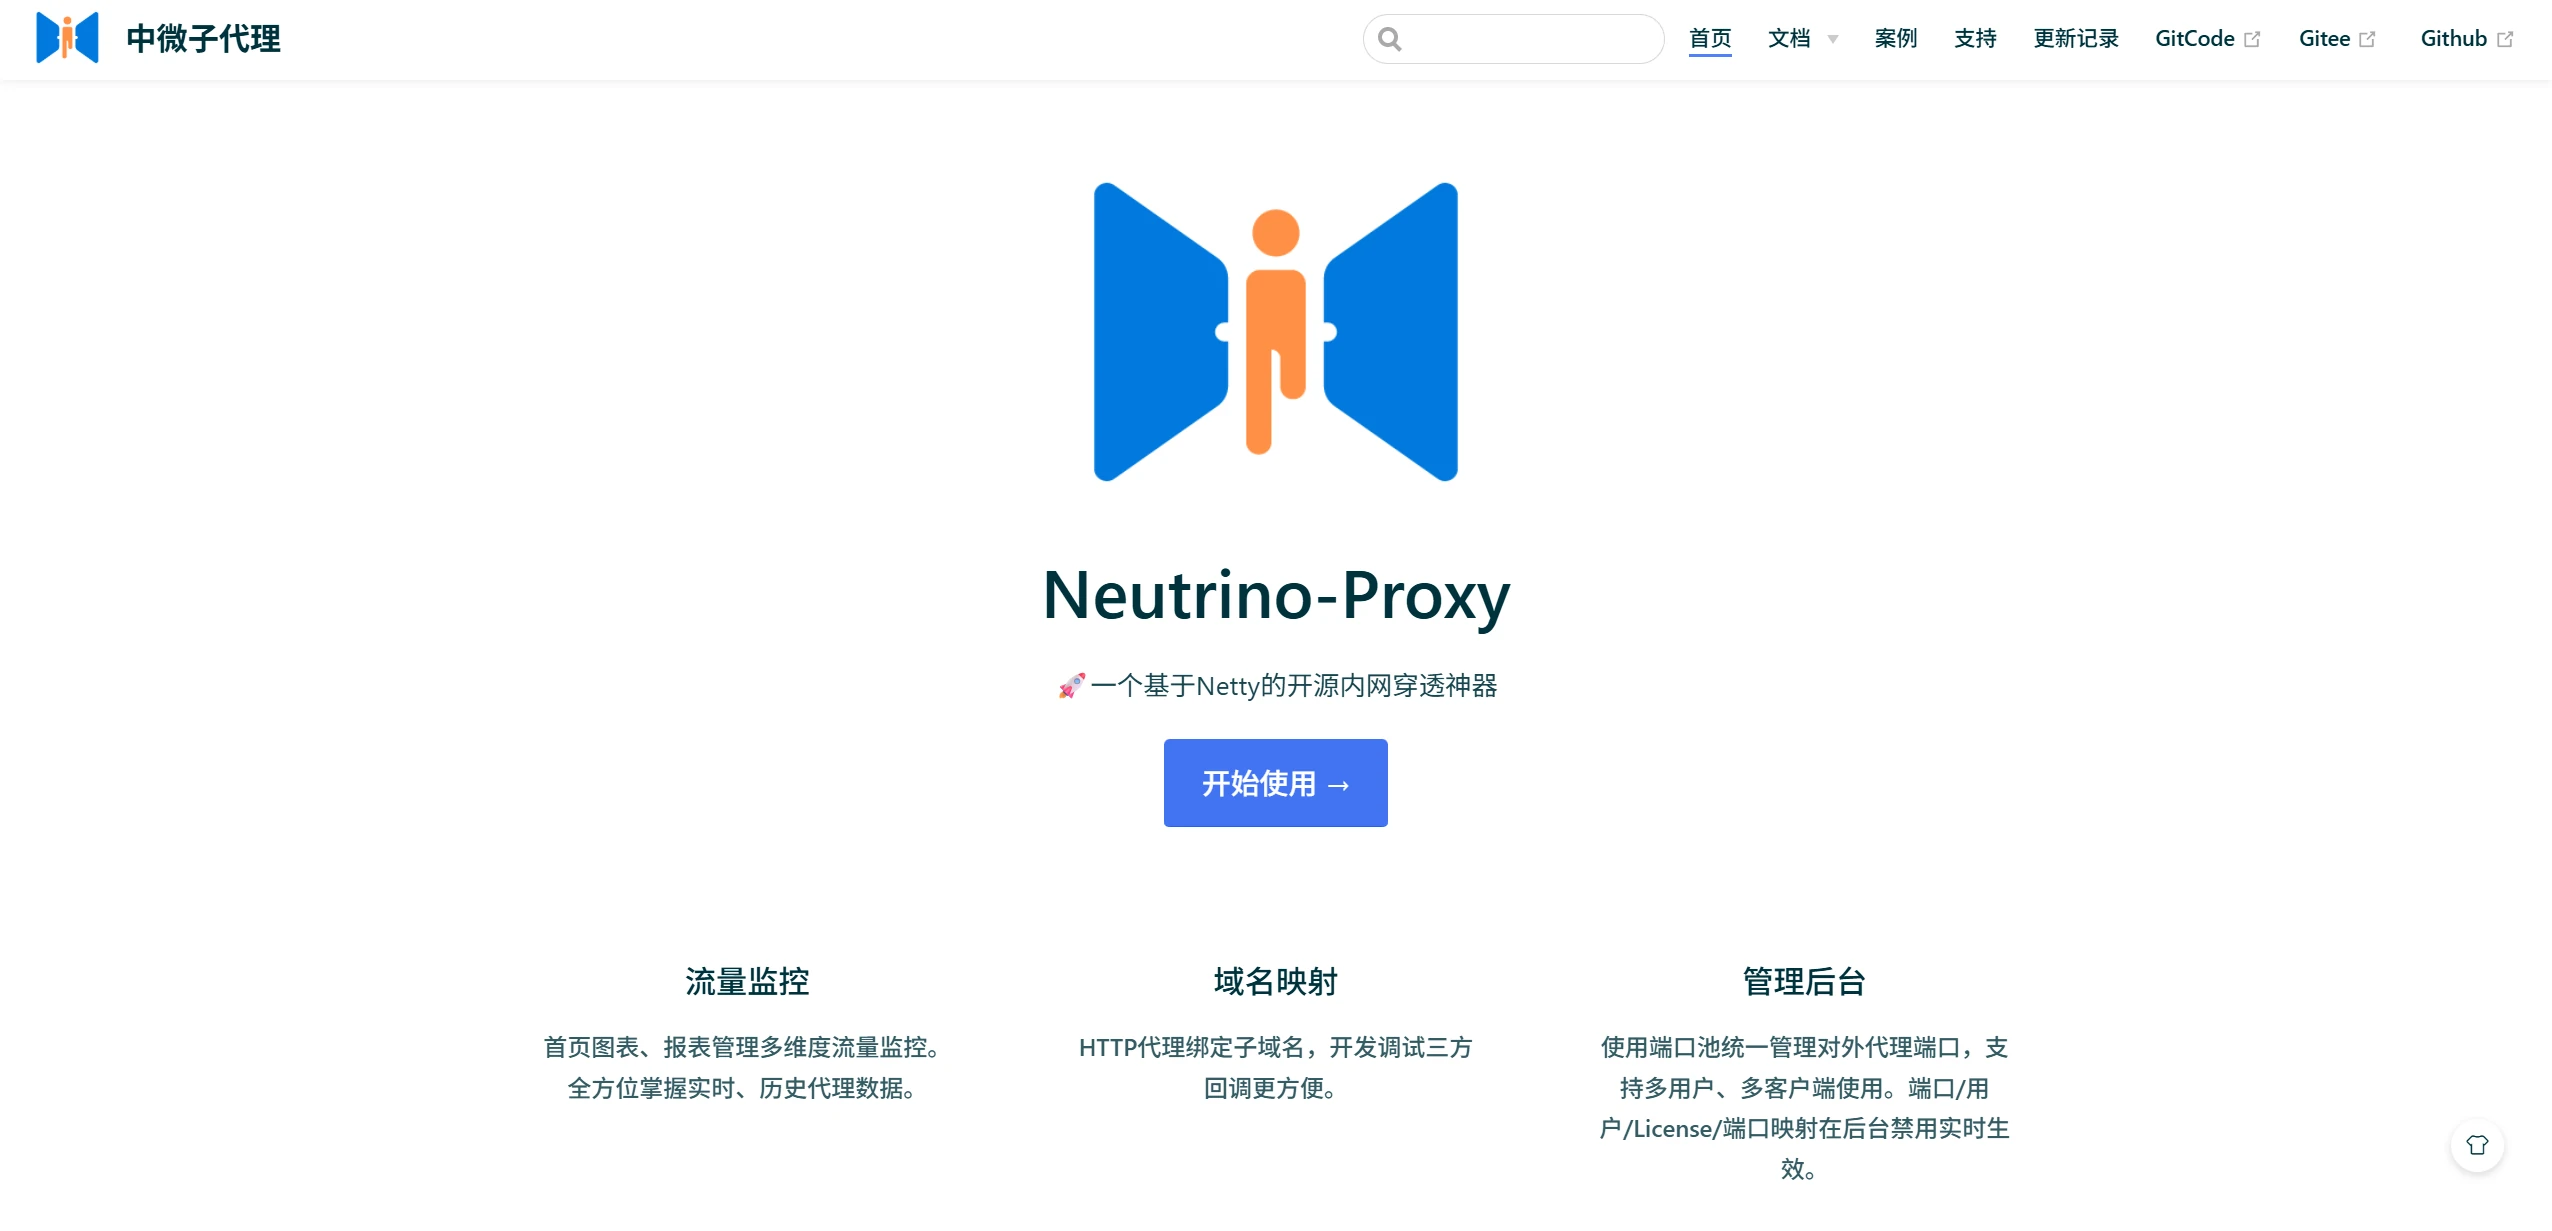 中微子代理
首页 文档 案例 支持 更新记录 GitCode Gitee Github
Neutrino-Proxy
🚀一个基于Netty的开源内网穿透神器
开始使用 →
流量监控
首页图表、报表管理多维度流量监控。
全方位掌握实时、历史代理数据。
域名映射
HTTP代理绑定子域名，开发调试三方
回调更方便。
管理后台
使用端口池统一管理对外代理端口，支
持多用户、多客户端使用。端口/用
户/License/端口映射在后台禁用实时生
效。